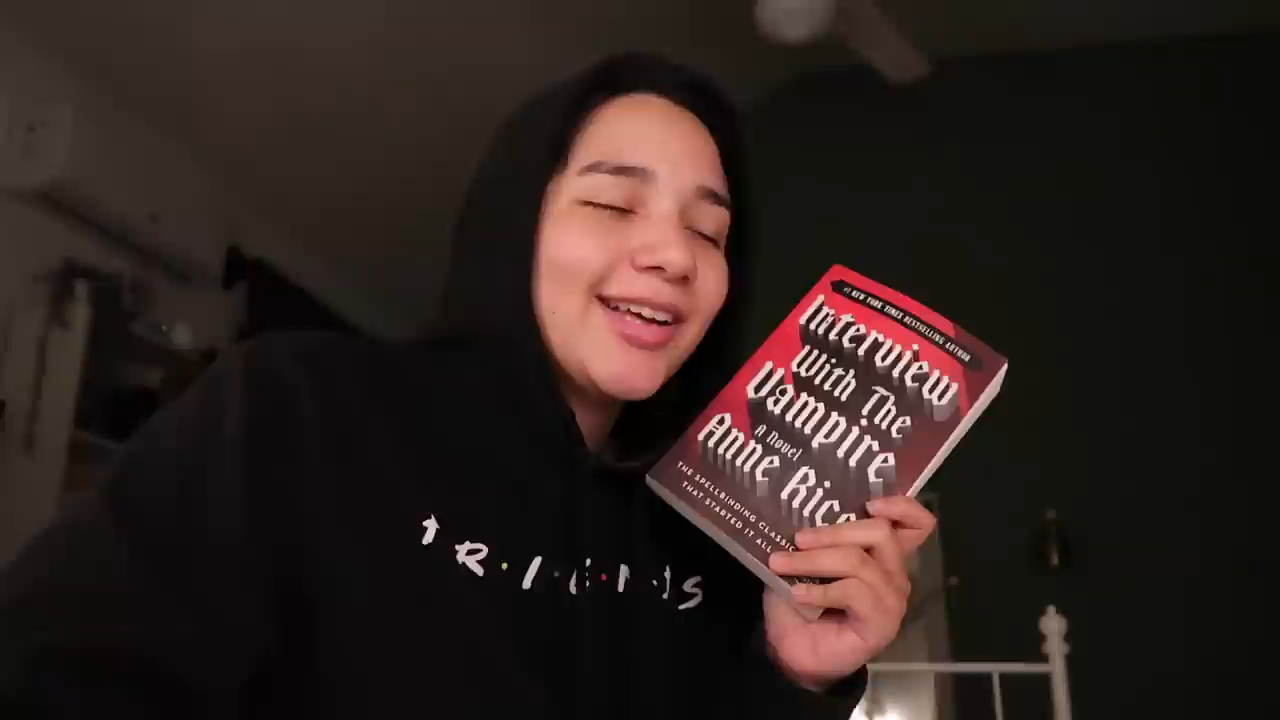 #1 NEW YORK TIMES BESTSELLING AUTHOR
Interview
With The
Vampire
a Novel
Anne Rice
THE SPELLBINDING CLASSIC
THAT STARTED IT ALL